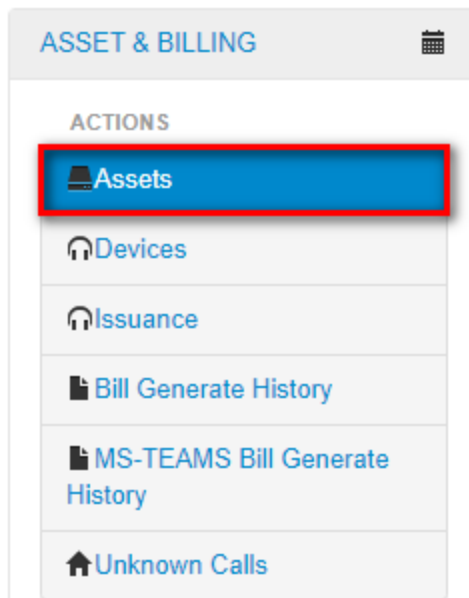 ASSET & BILLING
ACTIONS
Assets
Devices
Issuance
Bill Generate History
MS-TEAMS Bill Generate
History
Unknown Calls